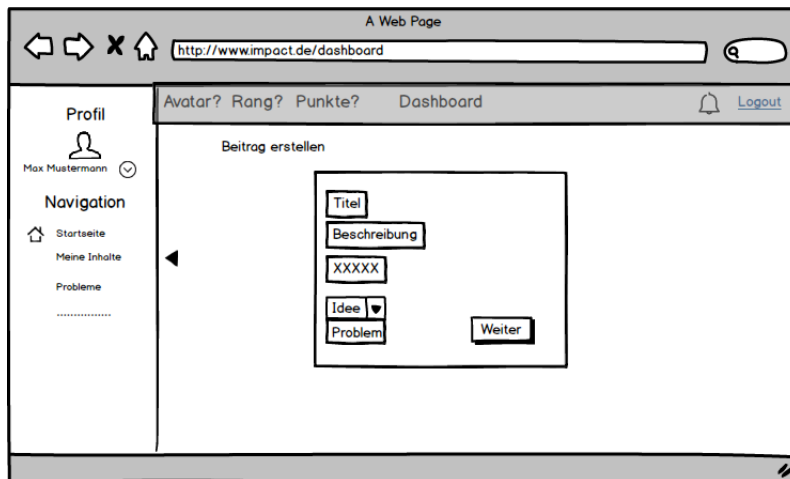 A Web Page
http://www.impact.de/dashboard
Avatar? Rang? Punkte? Dashboard Logout
Profil
Max Mustermann
Navigation
Startseite
Meine Inhalte
Probleme
................
Beitrag erstellen
Titel
Beschreibung
XXXXX
Idee
Problem
Weiter